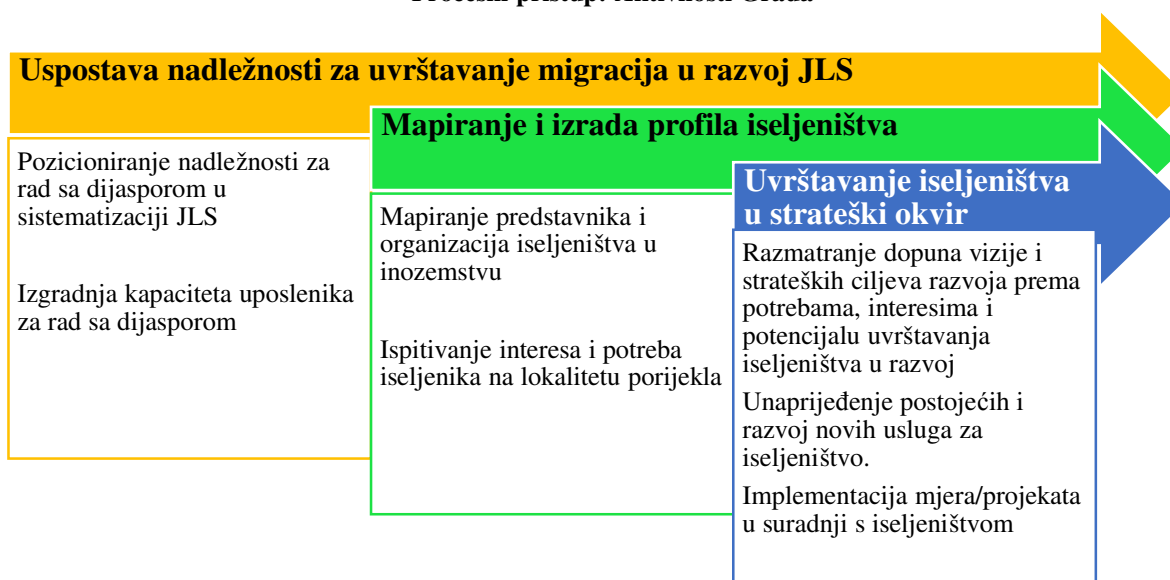 Uspostava nadležnosti za uvrštavanje migracija u razvoj JLS
Pozicioniranje nadležnosti za
rad sa dijasporom u
sistematizaciji JLS
Izgradnja kapaciteta uposlenika
za rad sa dijasporom
Mapiranje i izrada profila iseljeništva
Mapiranje predstavnika i
organizacija iseljeništva u
inozemstvu
Ispitivanje interesa i potreba
iseljenika na lokalitetu porijekla
Uvrštavanje iseljeništva
u strateški okvir
Razmatranje dopuna vizije i
strateških ciljeva razvoja prema
potrebama, interesima i
potencijalu uvrštavanja
iseljeništva u razvoj
Unaprijeđenje postojećih i
razvoj novih usluga za
iseljeništvo.
Implementacija mjera/projekata
u suradnji s iseljeništvom